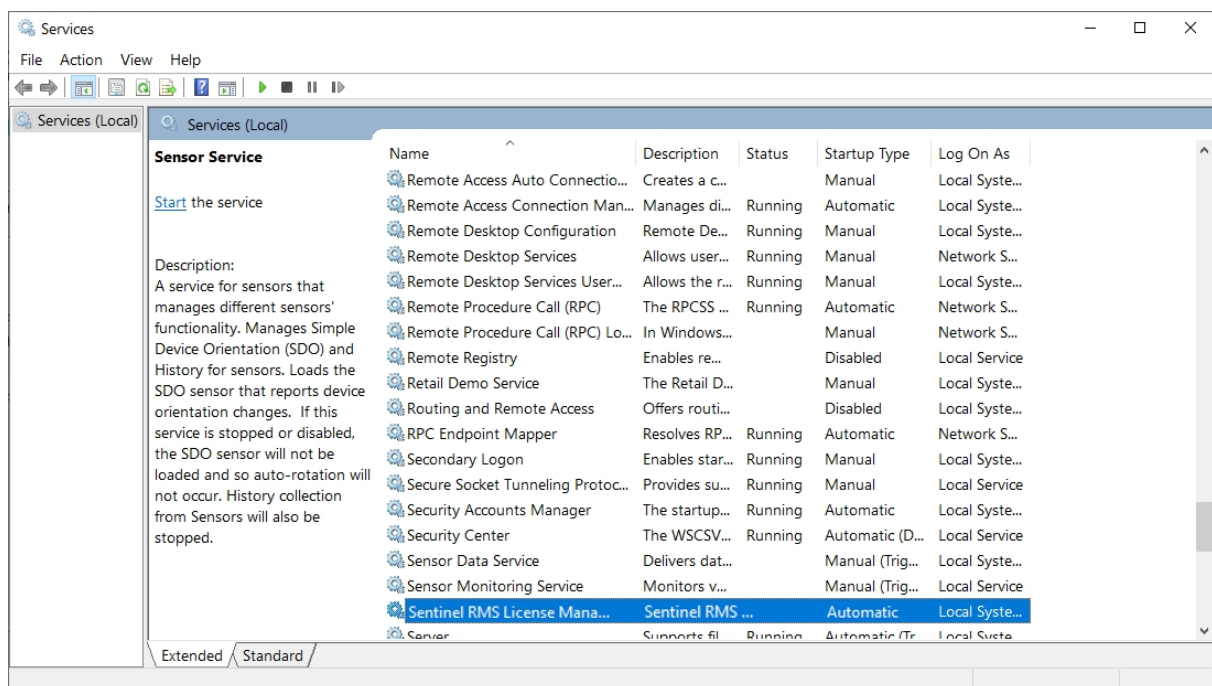 Services
File Action View Help
Services (Local)
Services (Local)
Sensor Service
Start the service
Description:
A service for sensors that
manages different sensors'
functionality. Manages Simple
Device Orientation (SDO) and
History for sensors. Loads the
SDO sensor that reports device
orientation changes. If this
service is stopped or disabled,
the SDO sensor will not be
loaded and so auto-rotation will
not occur. History collection
from Sensors will also be
stopped.
Name Description Status Startup Type Log On As
Remote Access Auto Connectio... Creates a c... Manual Local Syste...
Remote Access Connection Man... Manages di... Running Automatic Local Syste...
Remote Desktop Configuration Remote De... Running Manual Local Syste...
Remote Desktop Services Allows user... Running Manual Network S...
Remote Desktop Services User... Allows the r... Running Manual Local Syste...
Remote Procedure Call (RPC) The RPCSS ... Running Automatic Network S...
Remote Procedure Call (RPC) Lo... In Windows... Manual Network S...
Remote Registry Enables re... Disabled Local Service
Retail Demo Service The Retail D... Manual Local Syste...
Routing and Remote Access Offers routi... Disabled Local Syste...
RPC Endpoint Mapper Resolves RP... Running Automatic Network S...
Secondary Logon Enables star... Running Manual Local Syste...
Secure Socket Tunneling Protoc... Provides su... Running Manual Local Service
Security Accounts Manager The startup... Running Automatic Local Syste...
Security Center The WSCSV... Running Automatic (D... Local Service
Sensor Data Service Delivers dat... Manual (Trig... Local Syste...
Sensor Monitoring Service Monitors v... Manual (Trig... Local Service
Sentinel RMS License Mana... Sentinel RMS ... Automatic Local Syste...
Server Supports fil Running Automatic (Tr Local Syste
Extended Standard